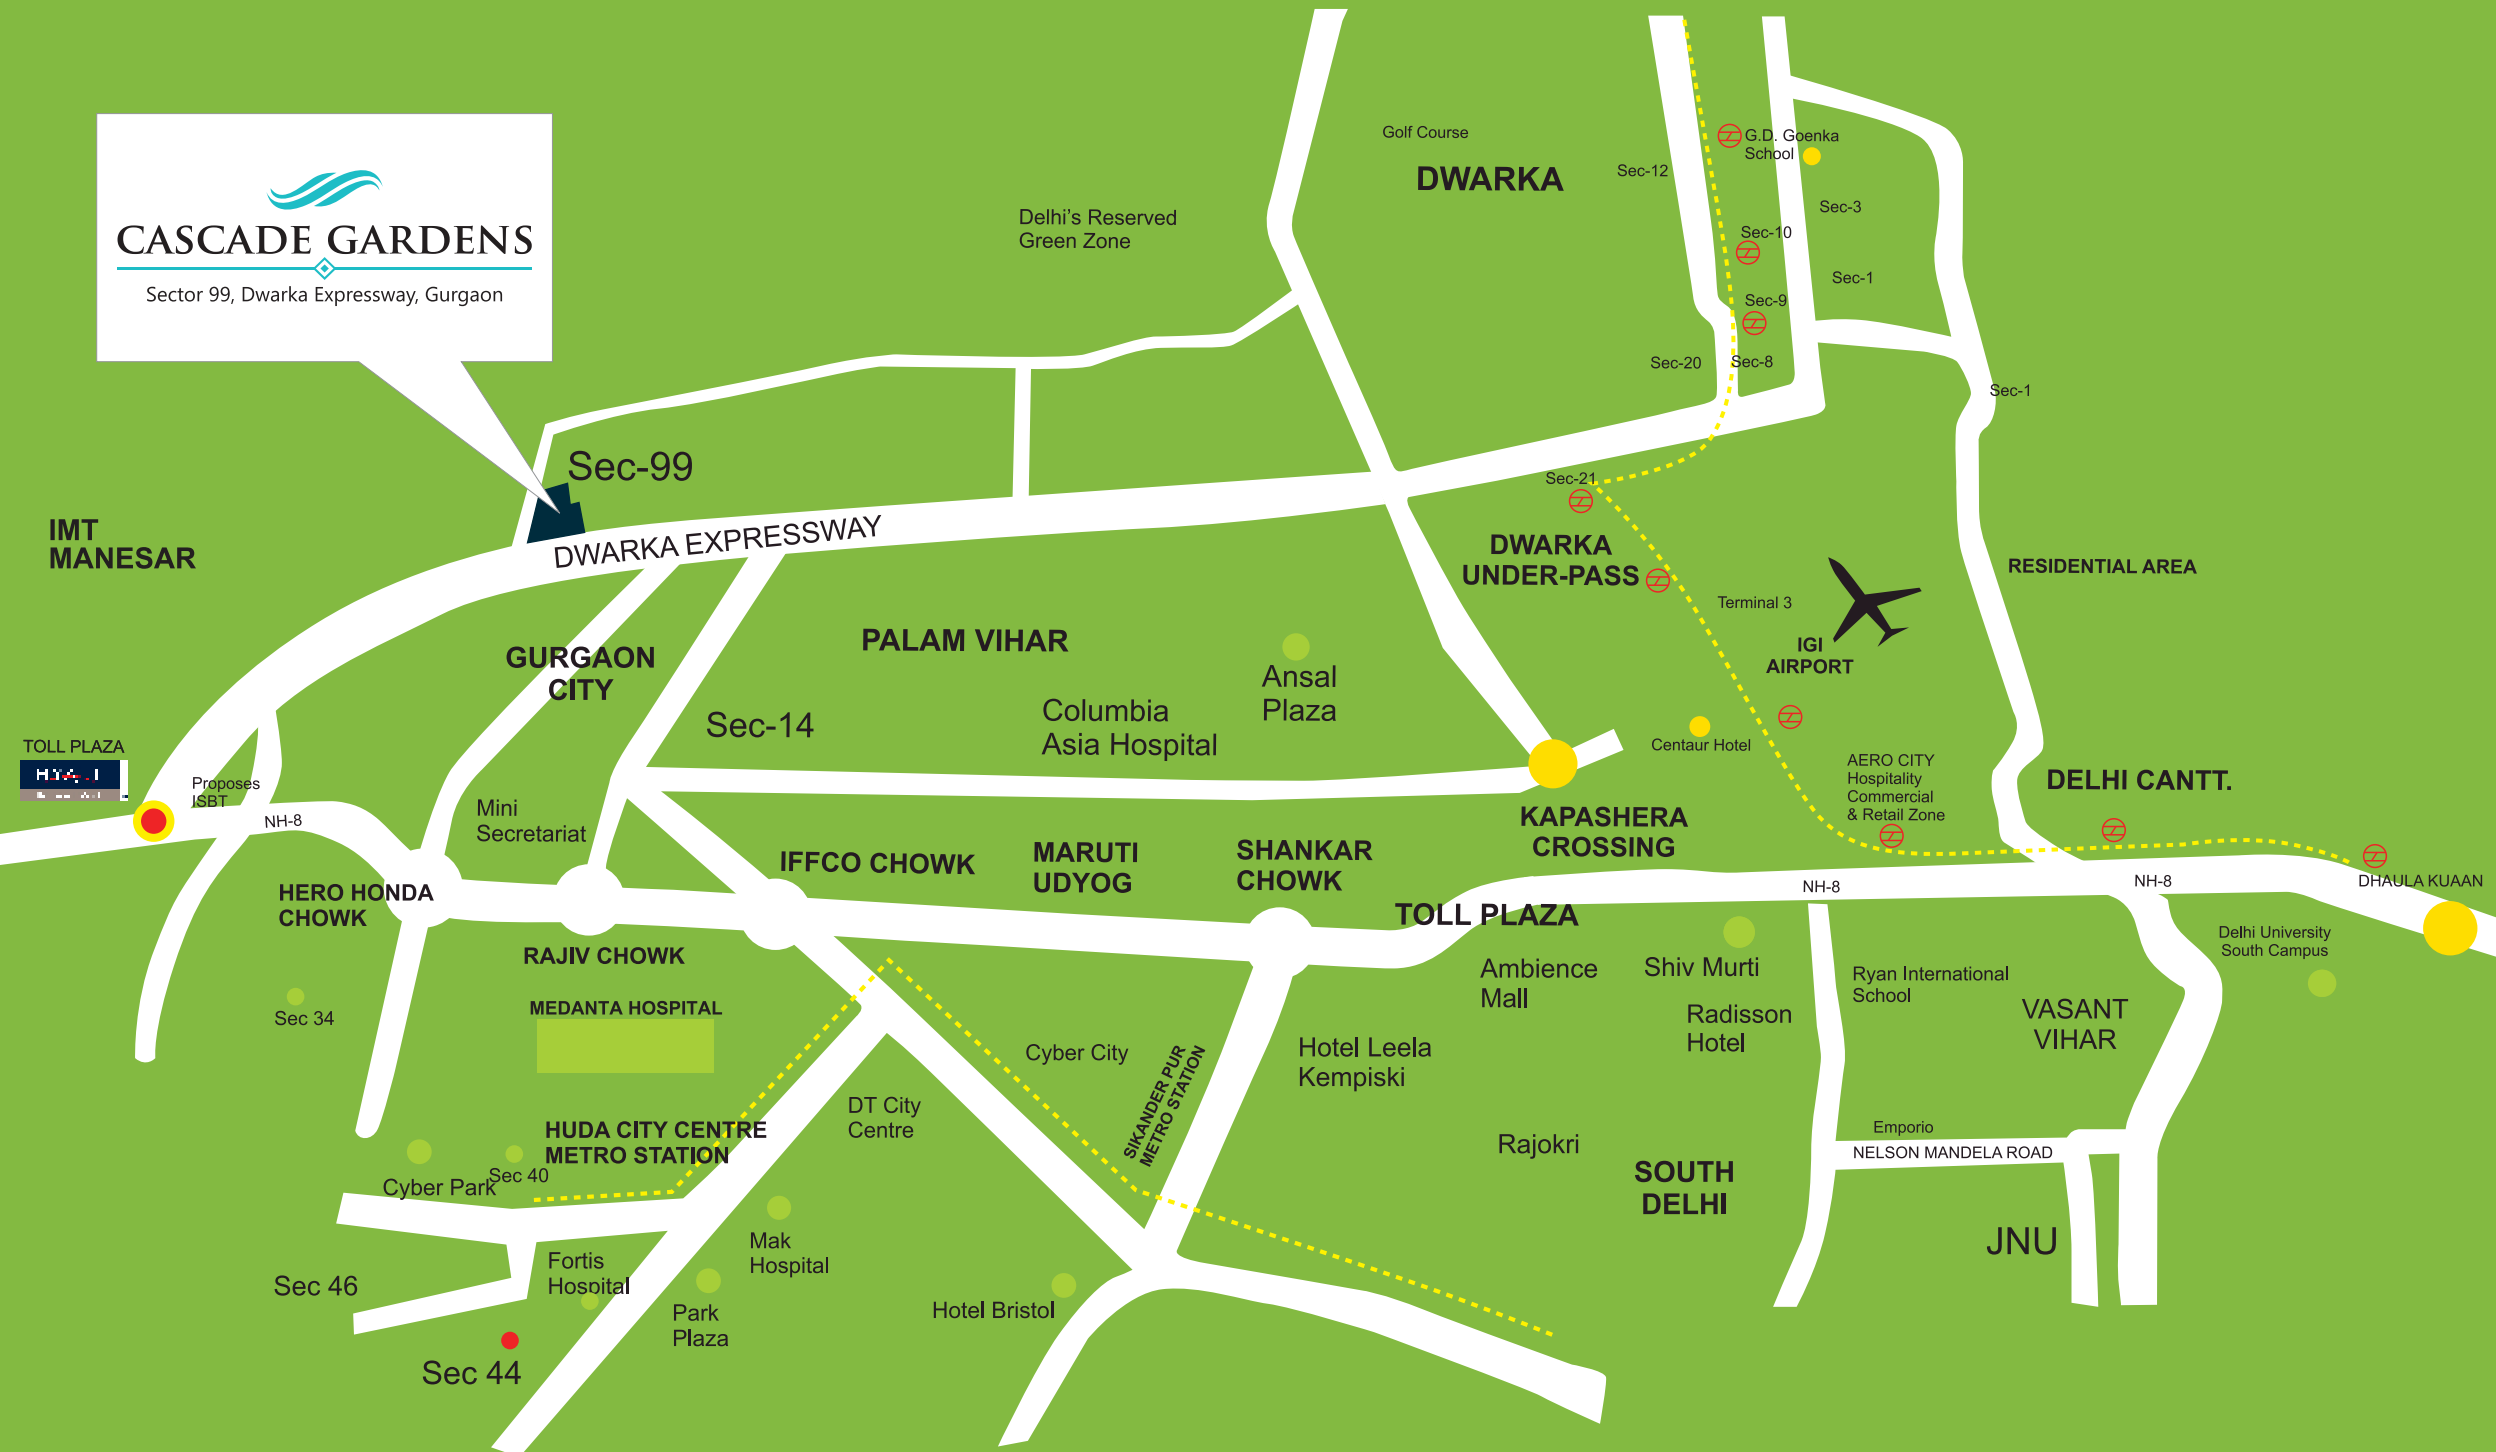 CASCADE GARDENS
Sector 99, Dwarka Expressway, Gurgaon
Golf Course
DWARKA
Delhi's Reserved
Green Zone
Sec-12
G.D. Goenka
School
Sec-3
Sec-10
Sec-1
Sec-9
Sec-20
Sec-8
Sec-1
Sec-99
DWARKA EXPRESSWAY
IMT
MANESAR
Sec-21
DWARKA
UNDER-PASS
RESIDENTIAL AREA
Terminal 3
IGI
AIRPORT
GURGAON
CITY
PALAM VIHAR
Ansal
Plaza
Sec-14
Columbia
Asia Hospital
Centaur Hotel
TOLL PLAZA
Proposes
ISBT
NH-8
Mini
Secretariat
AERO CITY
Hospitality
Commercial
& Retail Zone
DELHI CANTT.
KAPASHERA
CROSSING
IFFCO CHOWK
MARUTI
UDYOG
SHANKAR
CHOWK
HERO HONDA
CHOWK
NH-8
NH-8
DHAULA KUAAN
TOLL PLAZA
RAJIV CHOWK
Delhi University
South Campus
Ambience
Mall
Shiv Murti
Ryan International
School
MEDANTA HOSPITAL
Sec 34
Radisson
Hotel
VASANT
VIHAR
Cyber City
SIKANDER PUR
METRO STATION
Hotel Leela
Kempiski
DT City
Centre
HUDA CITY CENTRE
METRO STATION
Rajokri
Emporio
NELSON MANDELA ROAD
Cyber Park
Sec 40
SOUTH
DELHI
JNU
Mak
Hospital
Fortis
Hospital
Sec 46
Park
Plaza
Hotel Bristol
Sec 44